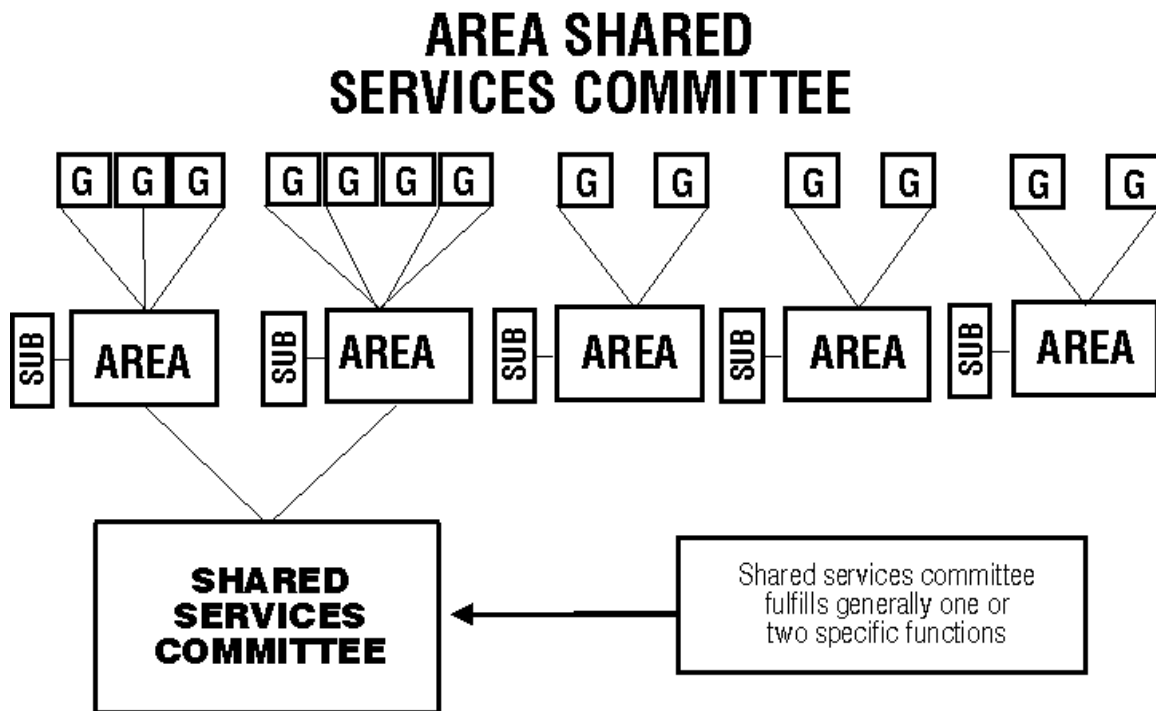 AREA SHARED
SERVICES COMMITTEE
G G G G G G G G G G G G G
SUB AREA SUB AREA SUB AREA SUB AREA SUB AREA
SHARED
SERVICES
COMMITTEE
Shared services committee
fulfills generally one or
two specific functions